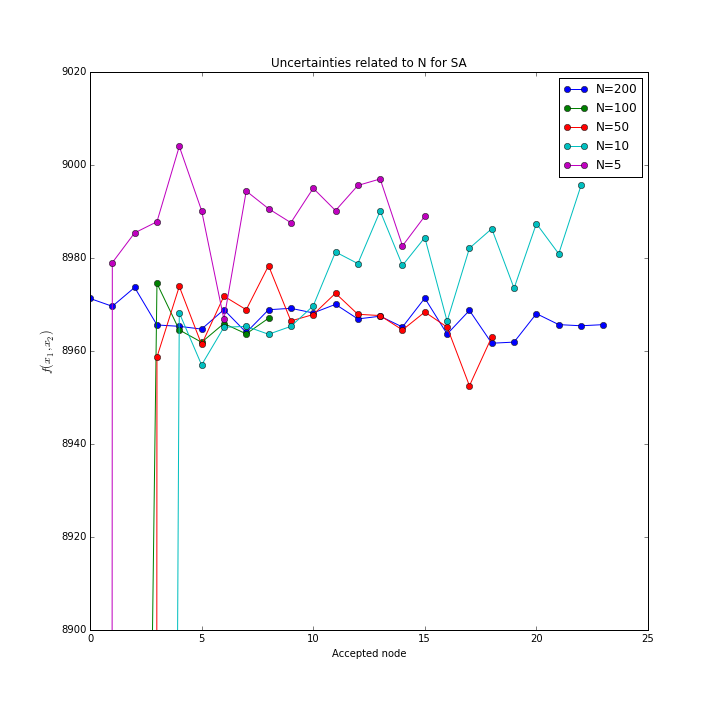 Uncertainties related to N for SA
9020
9000
8980
8960
8940
8920
8900
f(x₁,x₂)
N=200
N=100
N=50
N=10
N=5
0 5 10 15 20 25
Accepted node